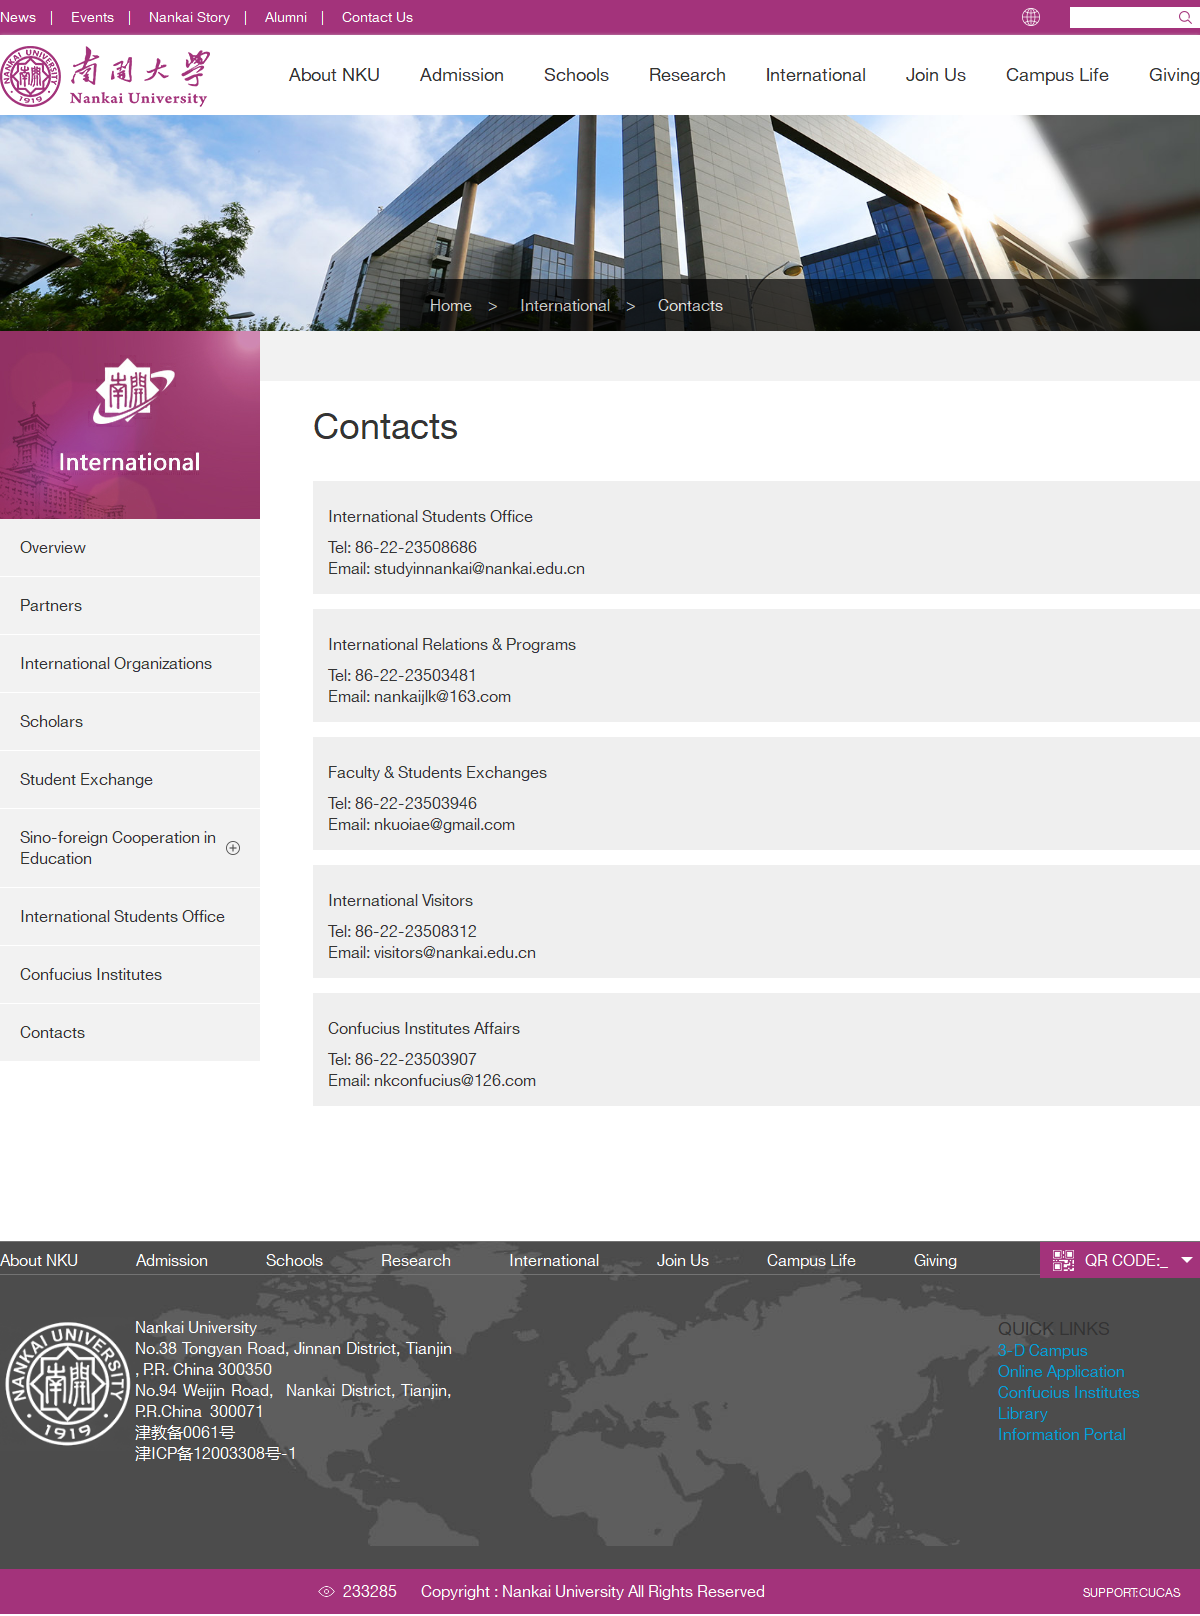 News | Events | Nankai Story | Alumni | Contact Us
NANKAI UNIVERSITY
1919
南開大學
Nankai University
About NKU Admission Schools Research International Join Us Campus Life Giving
Home > International > Contacts
南開
International
Overview
Partners
International Organizations
Scholars
Student Exchange
Sino-foreign Cooperation in
Education
International Students Office
Confucius Institutes
Contacts
Contacts
International Students Office
Tel: 86-22-23508686
Email: studyinnankai@nankai.edu.cn
International Relations & Programs
Tel: 86-22-23503481
Email: nankaijlk@163.com
Faculty & Students Exchanges
Tel: 86-22-23503946
Email: nkuoiae@gmail.com
International Visitors
Tel: 86-22-23508312
Email: visitors@nankai.edu.cn
Confucius Institutes Affairs
Tel: 86-22-23503907
Email: nkconfucius@126.com
About NKU Admission Schools Research International Join Us Campus Life Giving
QR CODE:_
NANKAI UNIVERSITY
南開
1919
Nankai University
No.38 Tongyan Road, Jinnan District, Tianjin
, P.R. China 300350
No.94 Weijin Road, Nankai District, Tianjin,
P.R.China 300071
津教备0061号
津ICP备12003308号-1
QUICK LINKS
3-D Campus
Online Application
Confucius Institutes
Library
Information Portal
233285 Copyright : Nankai University All Rights Reserved
SUPPORT:CUCAS